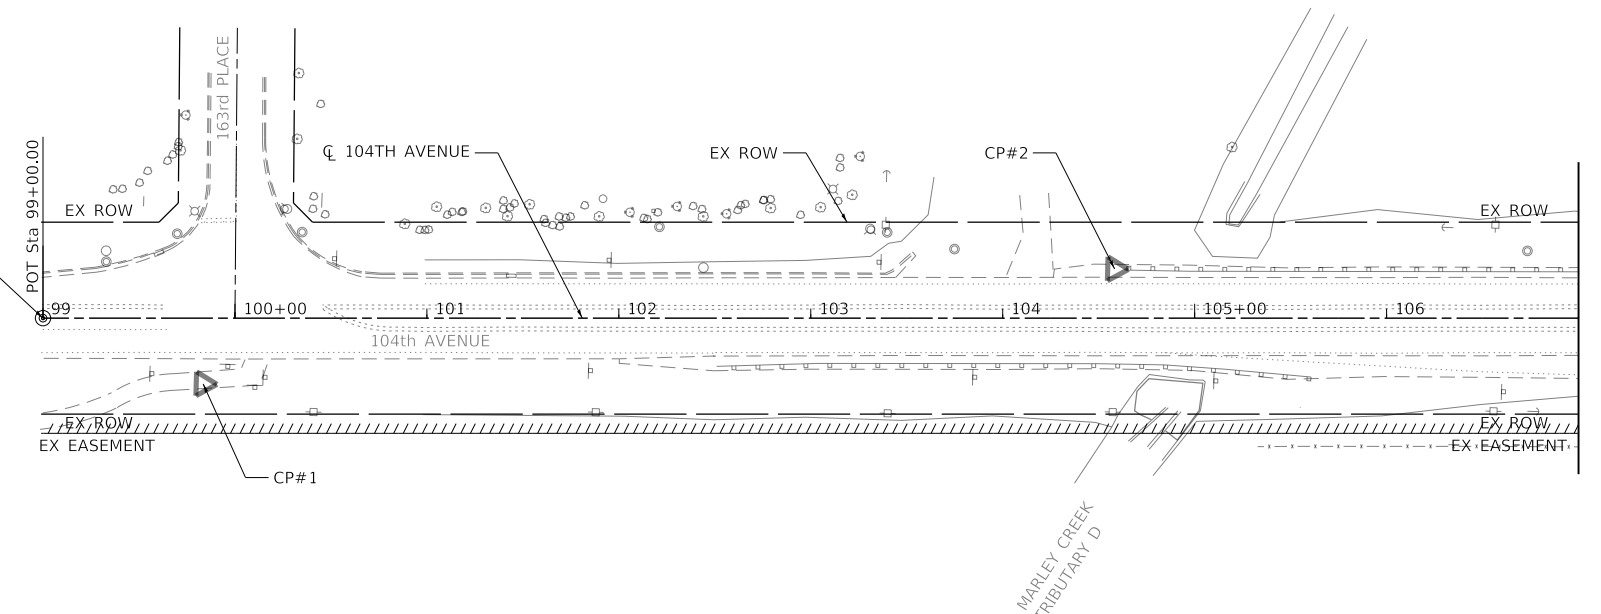 163rd PLACE
POT Sta 99+00.00
℄ 104TH AVENUE
EX ROW
CP#2
EX ROW
EX ROW
99
100+00
101
102
103
104
105+00
106
104th AVENUE
EX ROW
EX EASEMENT
EX ROW
EX EASEMENT
CP#1
MARLEY CREEK
TRIBUTARY D